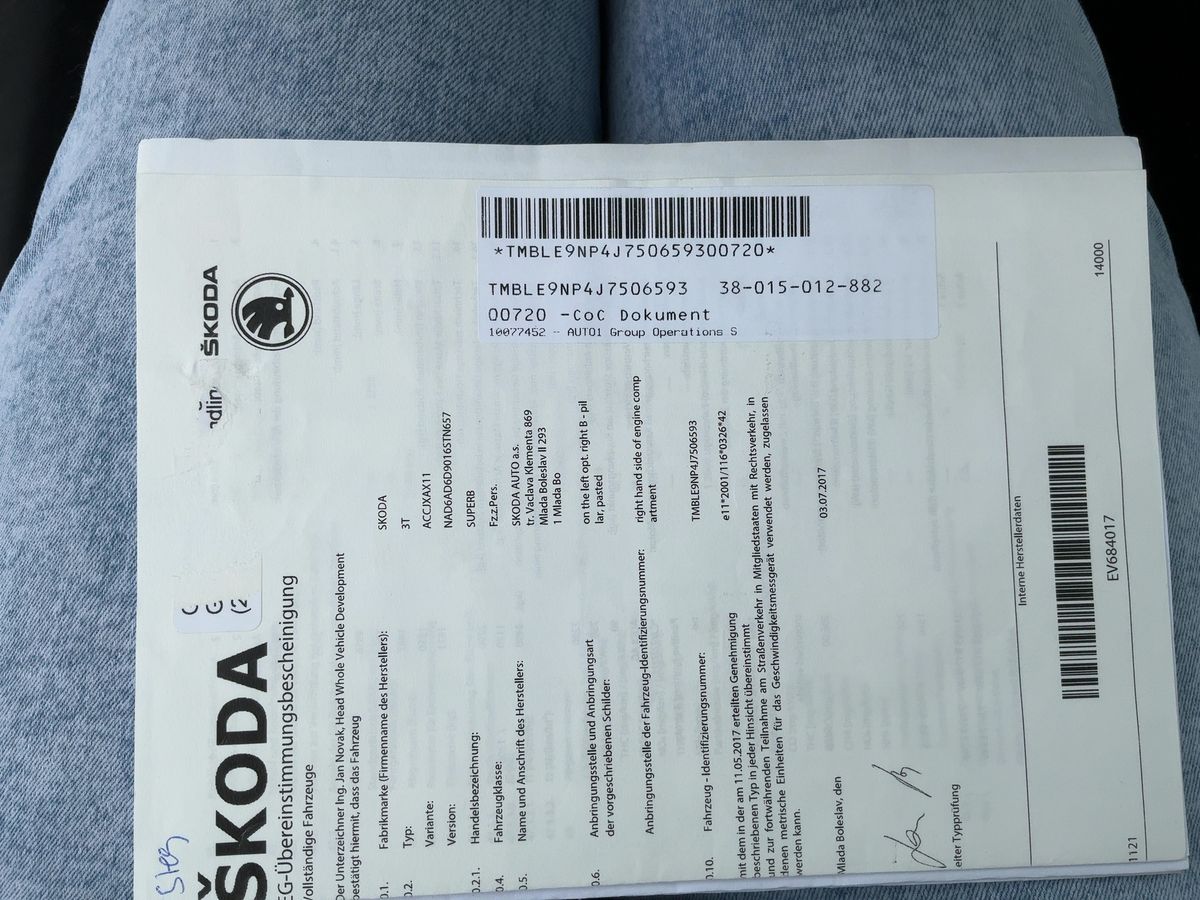 *TMBLE9NP4J750659300720*
TMBLE9NP4J7506593 38-015-012-882
00720 -CoC Dokument
10077452 - AUTO1 Group Operations S
ŠKODA
ŠKODA
EG-Übereinstimmungsbescheinigung
Vollständige Fahrzeuge
Der Unterzeichner Ing. Jan Novak, Head Whole Vehicle Development
bestätigt hiermit, dass das Fahrzeug
0.1. Fabrikmarke (Firmenname des Herstellers): SKODA
0.2. Typ: 3T
Variante: ACCJXAX11
Version: NAD6AD6D9016STN657
0.2.1. Handelsbezeichnung: SUPERB
0.4. Fahrzeugklasse: Fzz.Pers.
0.5. Name und Anschrift des Herstellers: SKODA AUTO a.s.
tr. Vaclava Klementa 869
Mlada Boleslav II 293
1 Mlada Bo
0.6. Anbringungsstelle und Anbringungsart on the left opt. right B - pil
der vorgeschriebenen Schilder: lar, pasted
Anbringungsstelle der Fahrzeug-Identifizierungsnummer: right hand side of engine comp
artment
0.10. Fahrzeug - Identifizierungsnummer: TMBLE9NP4J7506593
mit dem in der am 11.05.2017 erteilten Genehmigung e11*2001/116*0326*42
beschriebenen Typ in jeder Hinsicht übereinstimmt
und zur fortwährenden Teilnahme am Straßenverkehr in Mitgliedstaaten mit Rechtsverkehr, in
denen metrische Einheiten für das Geschwindigkeitsmessgerät verwendet werden, zugelassen
werden kann.
Mlada Boleslav, den 03.07.2017
eiter Typprüfung
Interne Herstellerdaten
EV684017
1121 14000